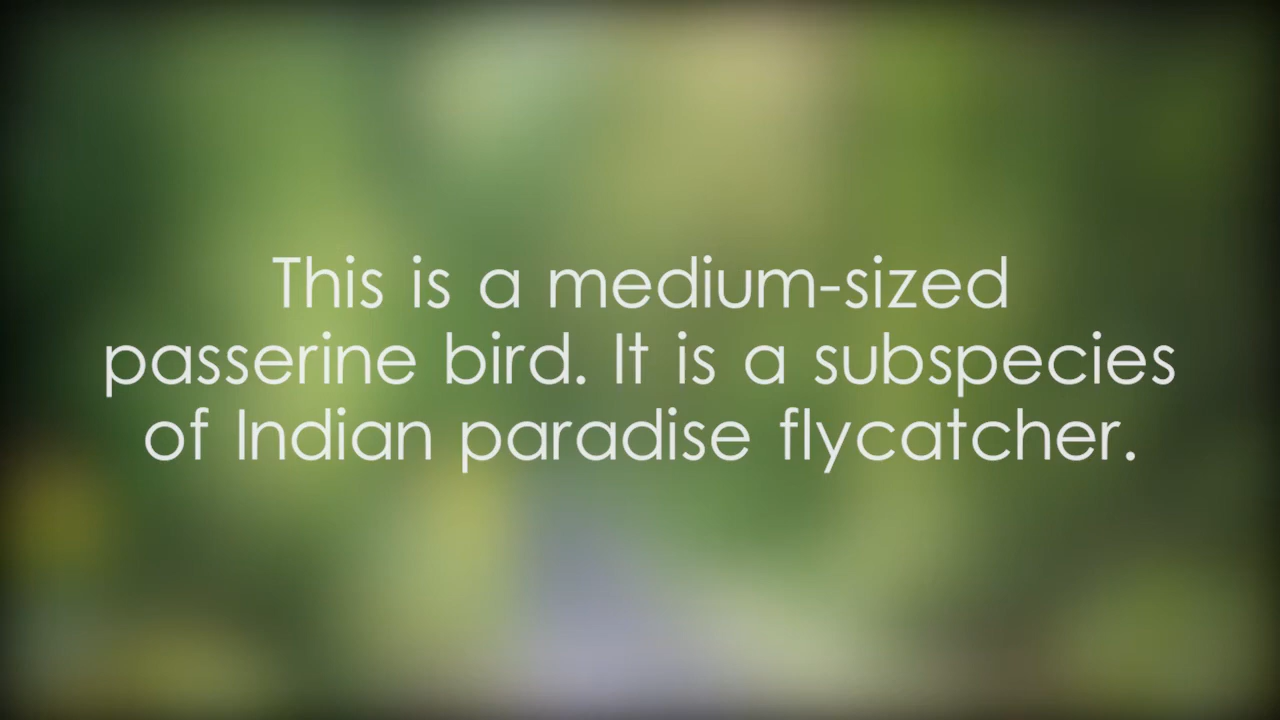 This is a medium-sized
passerine bird. It is a subspecies
of Indian paradise flycatcher.